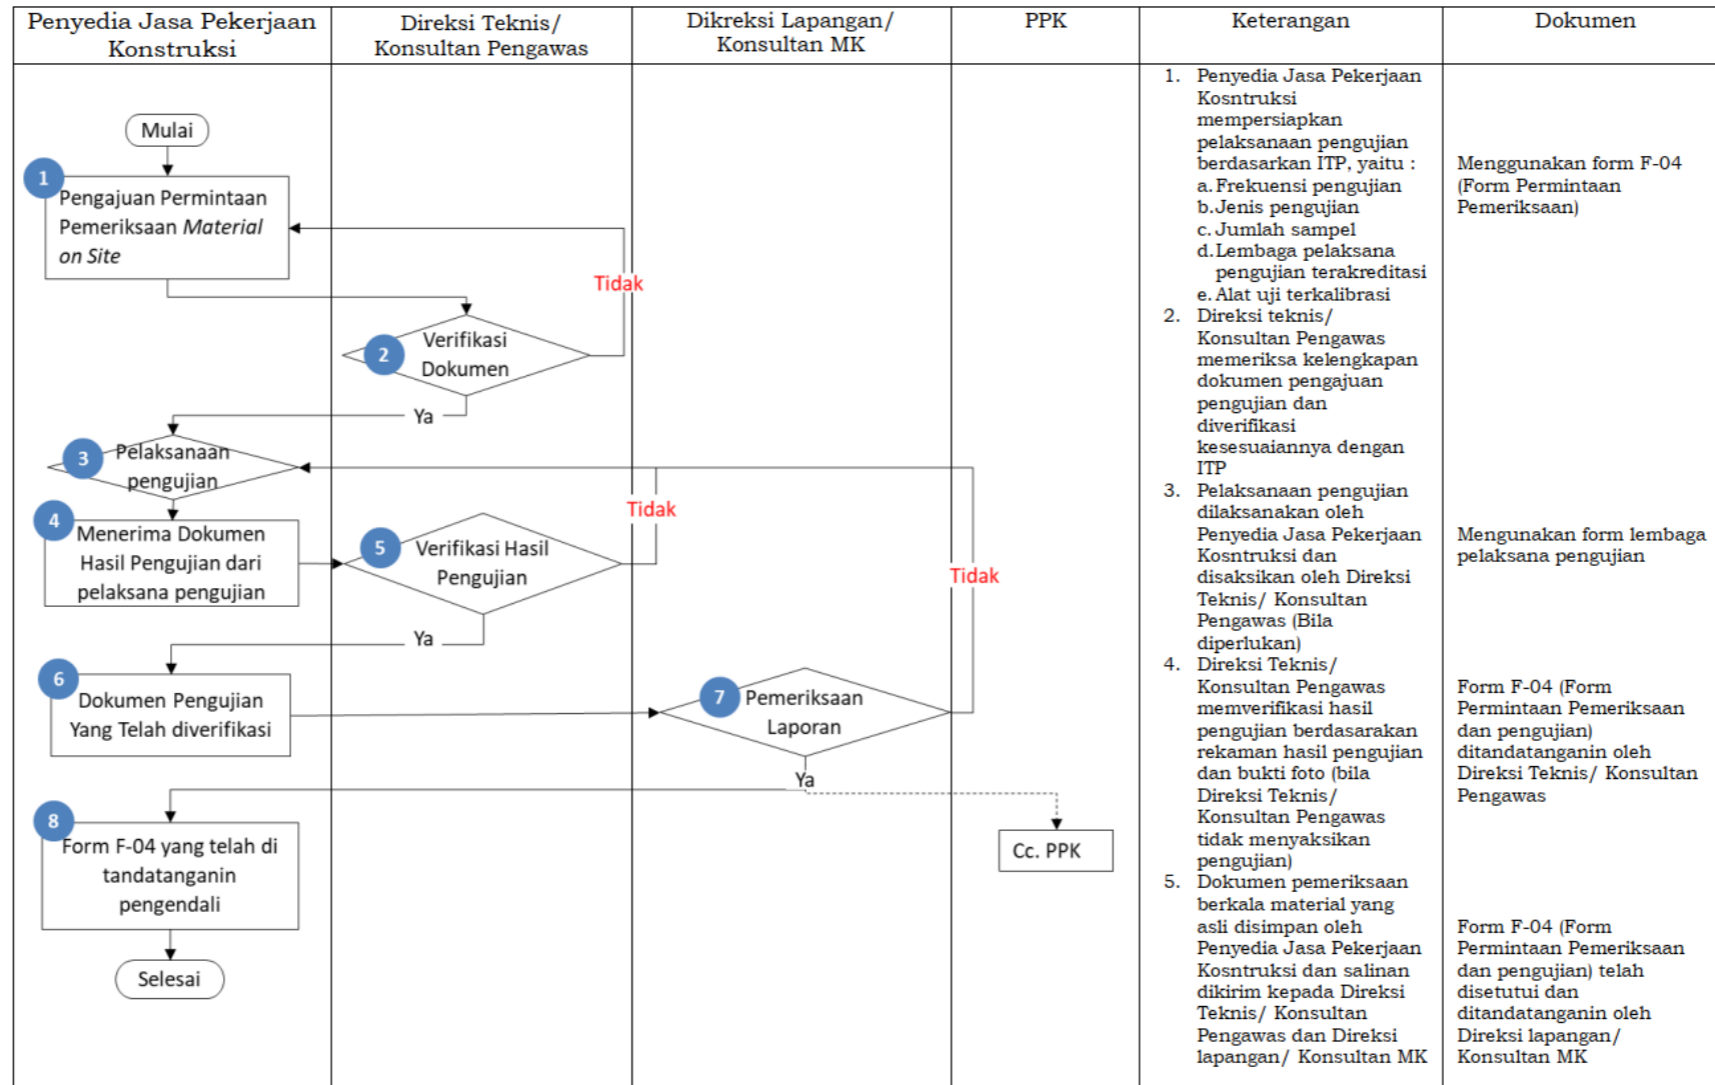 Penyedia Jasa Pekerjaan
Konstruksi
Direksi Teknis/
Konsultan Pengawas
Dikreksi Lapangan/
Konsultan MK
PPK
Keterangan
Dokumen
Mulai
1
Pengajuan Permintaan
Pemeriksaan Material
on Site
Tidak
2
Verifikasi
Dokumen
Ya
3
Pelaksanaan
pengujian
Tidak
4
Menerima Dokumen
Hasil Pengujian dari
pelaksana pengujian
5
Verifikasi Hasil
Pengujian
Tidak
Ya
6
Dokumen Pengujian
Yang Telah diverifikasi
7
Pemeriksaan
Laporan
Ya
8
Form F-04 yang telah di
tandatanganin
pengendali
Cc. PPK
Selesai
1. Penyedia Jasa Pekerjaan
Kosntruksi
mempersiapkan
pelaksanaan pengujian
berdasarkan ITP, yaitu :
a. Frekuensi pengujian
b. Jenis pengujian
c. Jumlah sampel
d. Lembaga pelaksana
pengujian terakreditasi
e. Alat uji terkalibrasi
2. Direksi teknis/
Konsultan Pengawas
memeriksa kelengkapan
dokumen pengajuan
pengujian dan
diverifikasi
kesesuaiannya dengan
ITP
3. Pelaksanaan pengujian
dilaksanakan oleh
Penyedia Jasa Pekerjaan
Kosntruksi dan
disaksikan oleh Direksi
Teknis/ Konsultan
Pengawas (Bila
diperlukan)
4. Direksi Teknis/
Konsultan Pengawas
memverifikasi hasil
pengujian berdasarakan
rekaman hasil pengujian
dan bukti foto (bila
Direksi Teknis/
Konsultan Pengawas
tidak menyaksikan
pengujian)
5. Dokumen pemeriksaan
berkala material yang
asli disimpan oleh
Penyedia Jasa Pekerjaan
Kosntruksi dan salinan
dikirim kepada Direksi
Teknis/ Konsultan
Pengawas dan Direksi
lapangan/ Konsultan MK
Menggunakan form F-04
(Form Permintaan
Pemeriksaan)
Mengunakan form lembaga
pelaksana pengujian
Form F-04 (Form
Permintaan Pemeriksaan
dan pengujian)
ditandatanganin oleh
Direksi Teknis/ Konsultan
Pengawas
Form F-04 (Form
Permintaan Pemeriksaan
dan pengujian) telah
disetutui dan
ditandatanganin oleh
Direksi lapangan/
Konsultan MK